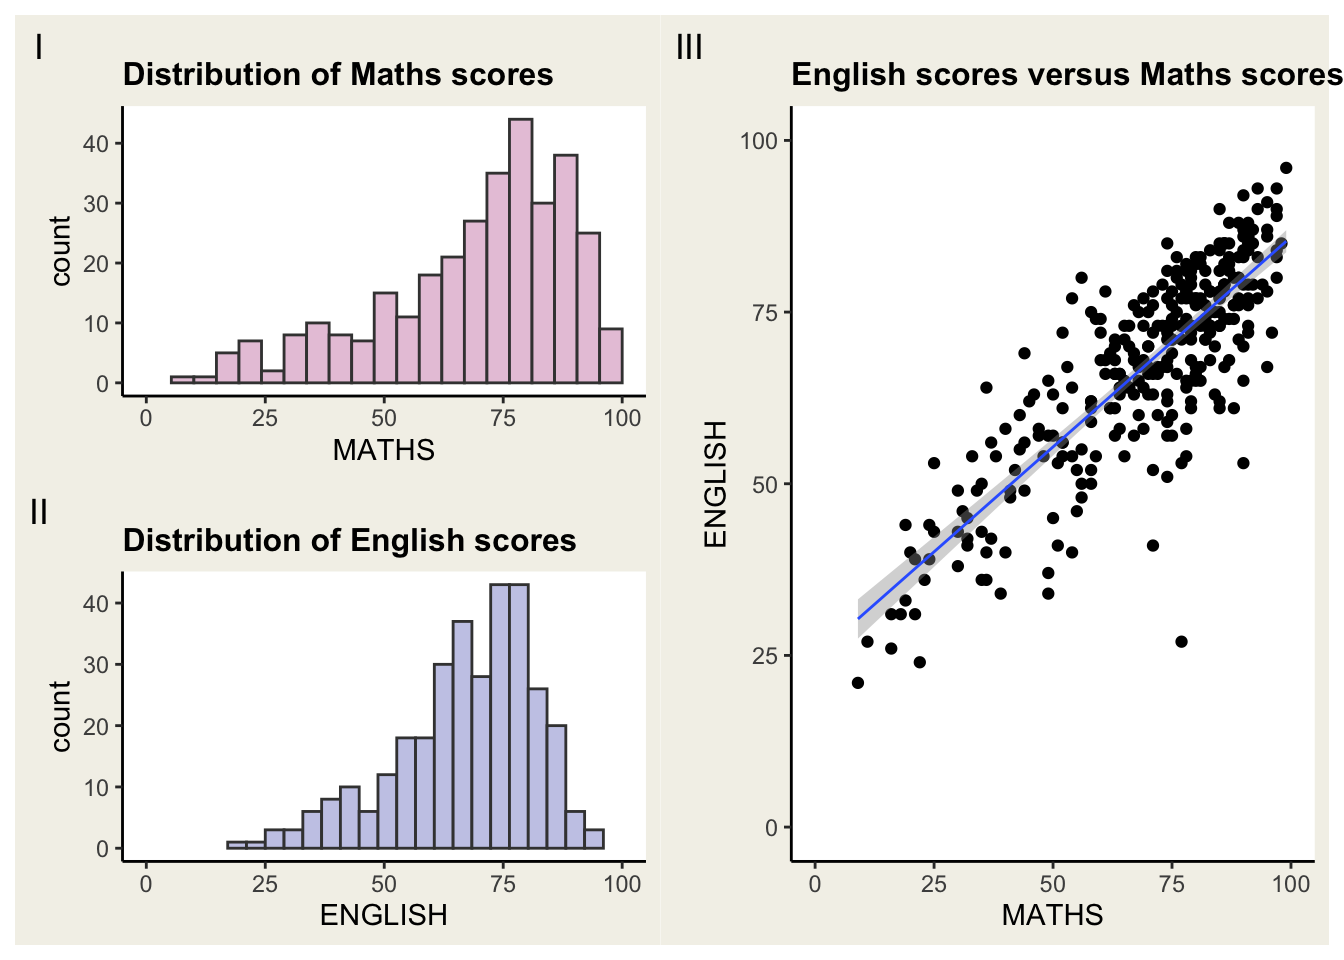 I
Distribution of Maths scores
40
30
20
10
0
count
0 25 50 75 100
MATHS
II
Distribution of English scores
40
30
20
10
0
count
0 25 50 75 100
ENGLISH
III
English scores versus Maths scores
100
75
50
25
0
ENGLISH
0 25 50 75 100
MATHS